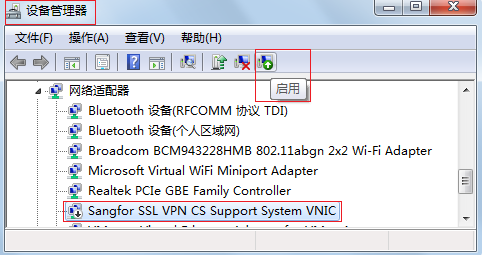 设备管理器
文件(F) 操作(A) 查看(V) 帮助(H)
启用
网络适配器
Bluetooth 设备(RFCOMM 协议 TDI)
Bluetooth 设备(个人区域网)
Broadcom BCM943228HMB 802.11abgn 2x2 Wi-Fi Adapter
Microsoft Virtual WiFi Miniport Adapter
Realtek PCIe GBE Family Controller
Sangfor SSL VPN CS Support System VNIC